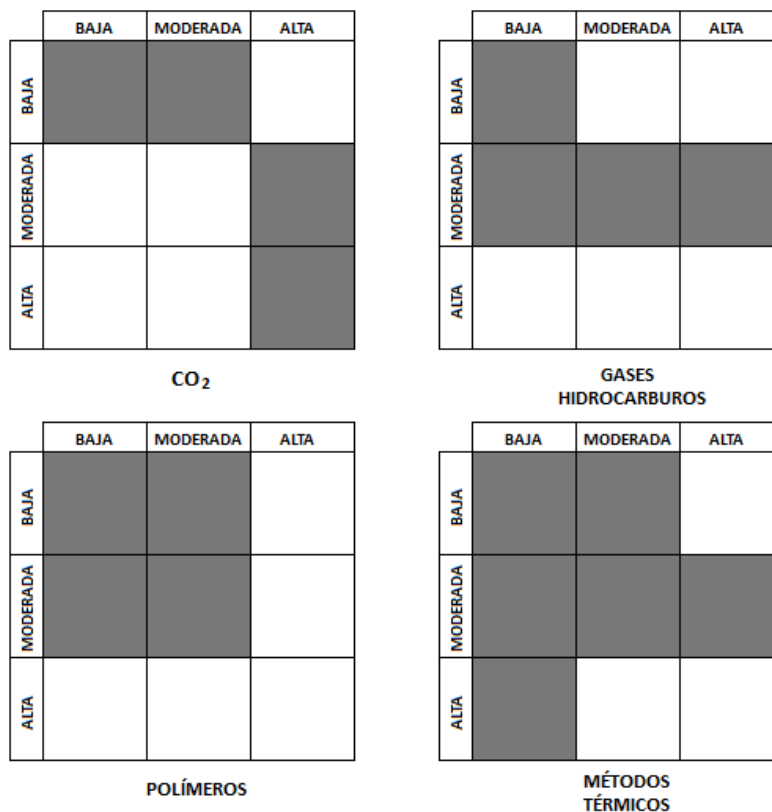 BAJA MODERADA ALTA
BAJA
MODERADA
ALTA
CO₂
BAJA MODERADA ALTA
BAJA
MODERADA
ALTA
GASES
HIDROCARBUROS
BAJA MODERADA ALTA
BAJA
MODERADA
ALTA
POLÍMEROS
BAJA MODERADA ALTA
BAJA
MODERADA
ALTA
MÉTODOS
TÉRMICOS